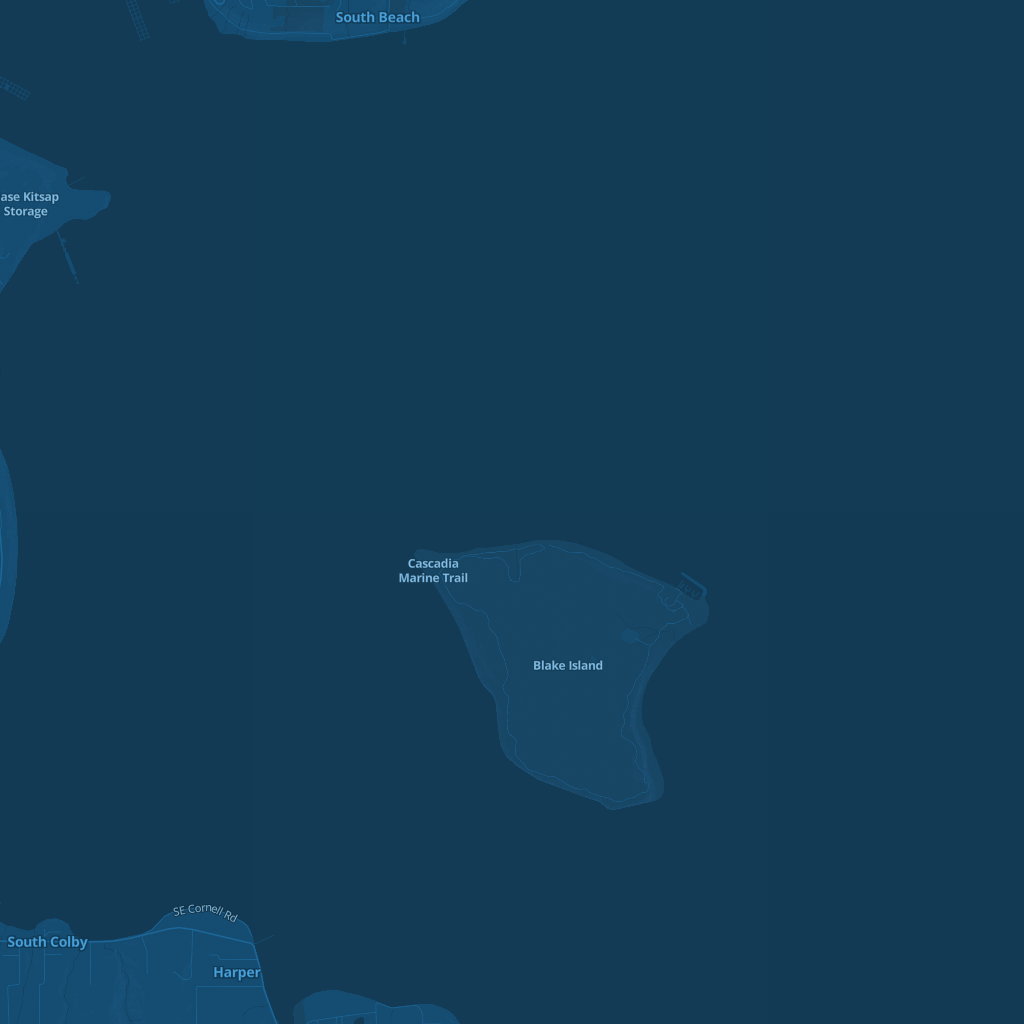 South Beach
ase Kitsap
Storage
Cascadia
Marine Trail
Blake Island
SE Cornell Rd
South Colby
Harper